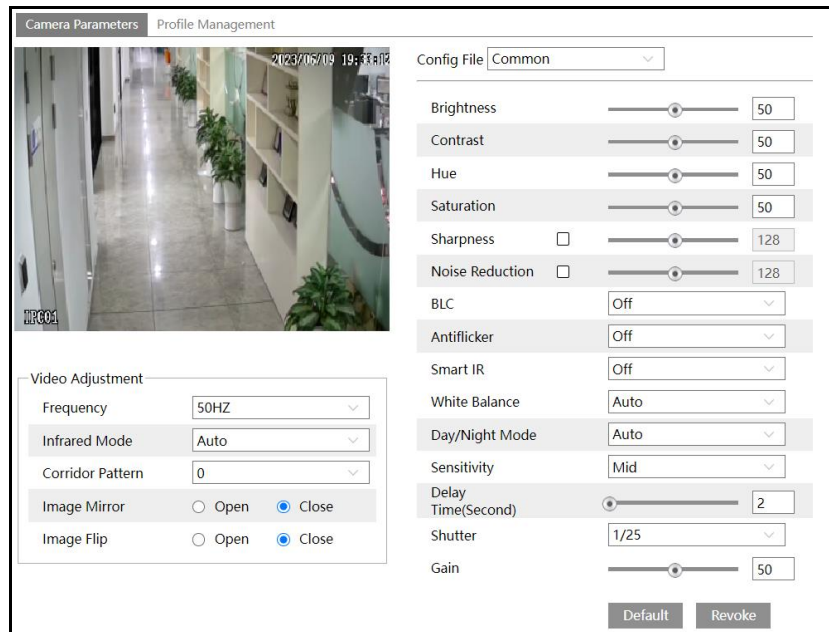 Camera Parameters Profile Management
2023/06/09
IPC01
Config File Common
Brightness 50
Contrast 50
Hue 50
Saturation 50
Sharpness 128
Noise Reduction 128
BLC Off
Antiflicker Off
Smart IR Off
White Balance Auto
Day/Night Mode Auto
Sensitivity Mid
Delay
Time(Second) 2
Shutter 1/25
Gain 50
Default Revoke
Video Adjustment
Frequency 50HZ
Infrared Mode Auto
Corridor Pattern 0
Image Mirror Open Close
Image Flip Open Close